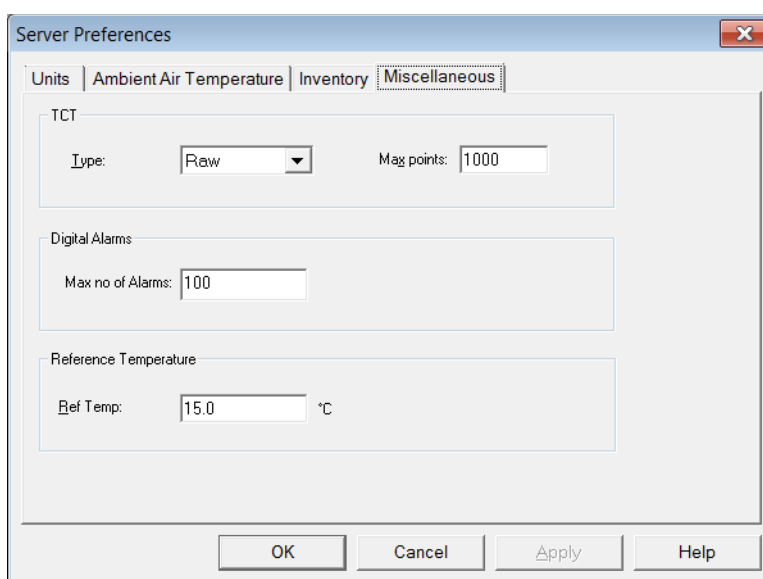 Server Preferences
Units Ambient Air Temperature Inventory Miscellaneous
TCT
Type: Raw Max points: 1000
Digital Alarms
Max no of Alarms: 100
Reference Temperature
Ref Temp: 15.0 °C
OK Cancel Apply Help